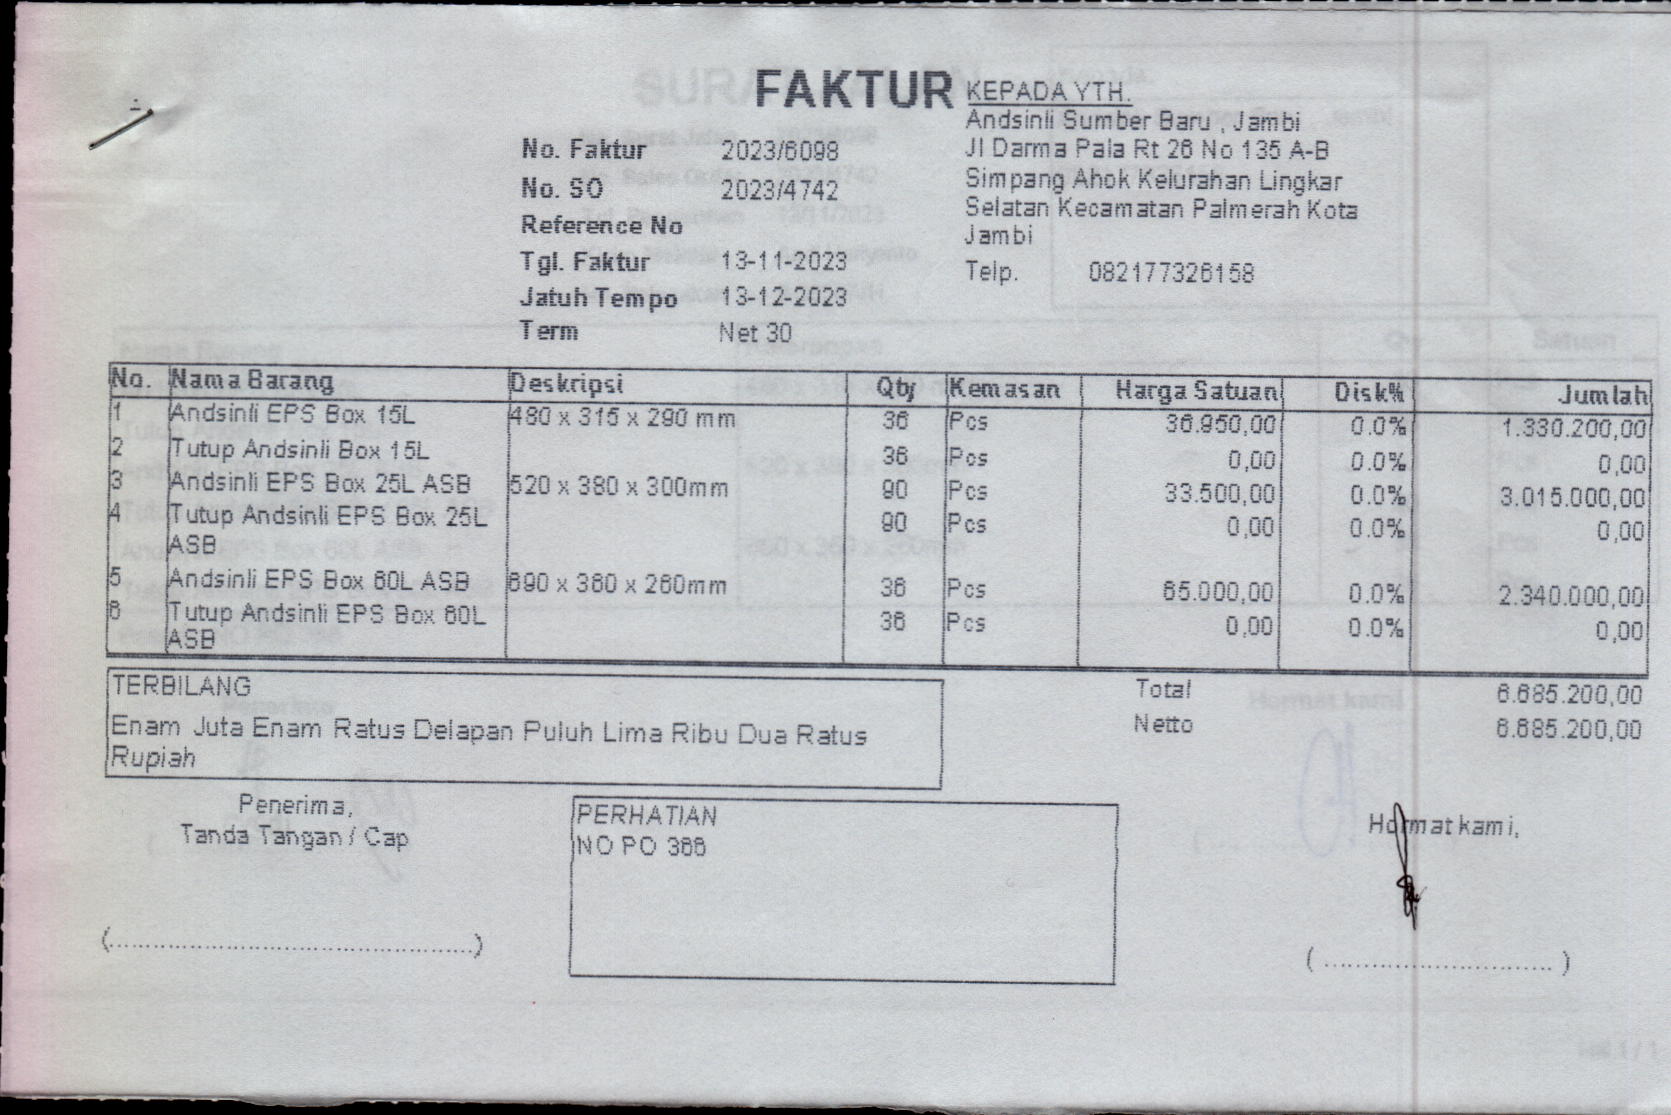 FAKTUR
No. Faktur 2023/6098
No. SO 2023/4742
Reference No
Tgl. Faktur 13-11-2023
Jatuh Tempo 13-12-2023
Term Net 30
KEPADA YTH.
Andsinli Sumber Baru , Jambi
Jl Darma Pala Rt 26 No 135 A-B
Simpang Ahok Kelurahan Lingkar
Selatan Kecamatan Palmerah Kota
Jambi
Telp. 082177326158
No. Nama Barang Deskripsi Qty Kemasan Harga Satuan Disk% Jumlah
1 Andsinli EPS Box 15L 480 x 315 x 290 mm 36 Pcs 36.950,00 0.0% 1.330.200,00
2 Tutup Andsinli Box 15L 36 Pcs 0,00 0.0% 0,00
3 Andsinli EPS Box 25L ASB 520 x 380 x 300mm 90 Pcs 33.500,00 0.0% 3.015.000,00
4 Tutup Andsinli EPS Box 25L 90 Pcs 0,00 0.0% 0,00
ASB
5 Andsinli EPS Box 60L ASB 690 x 360 x 260mm 36 Pcs 65.000,00 0.0% 2.340.000,00
6 Tutup Andsinli EPS Box 60L 36 Pcs 0,00 0.0% 0,00
ASB
TERBILANG
Enam Juta Enam Ratus Delapan Puluh Lima Ribu Dua Ratus
Rupiah
Total 6.685.200,00
Netto 6.685.200,00
Penerima,
Tanda Tangan / Cap
(................................................)
PERHATIAN
NO PO 366
Hormat kami,
( .............................. )